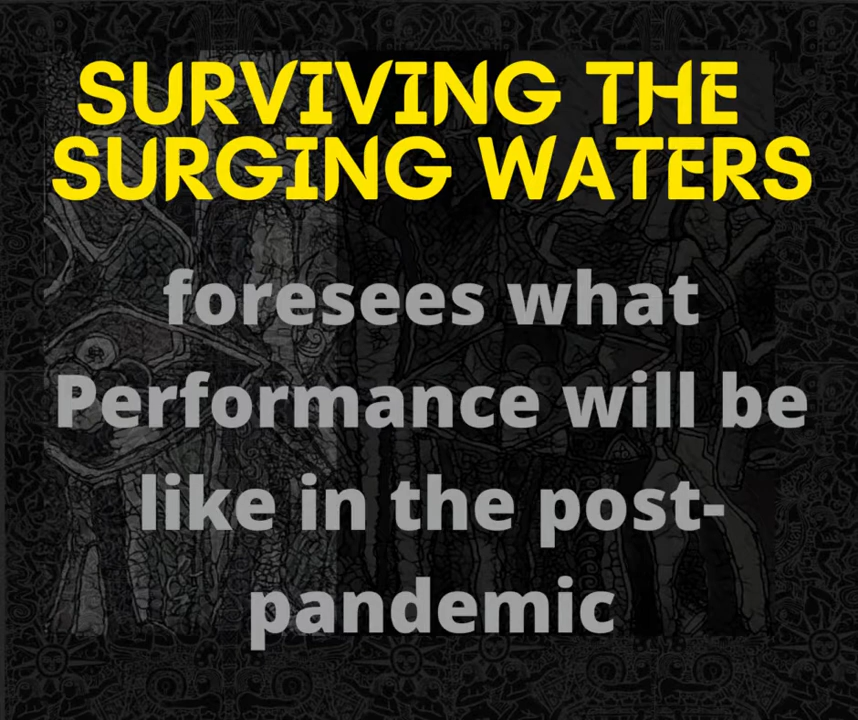 SURVIVING THE
SURGING WATERS
foresees what
Performance will be
like in the post-
pandemic